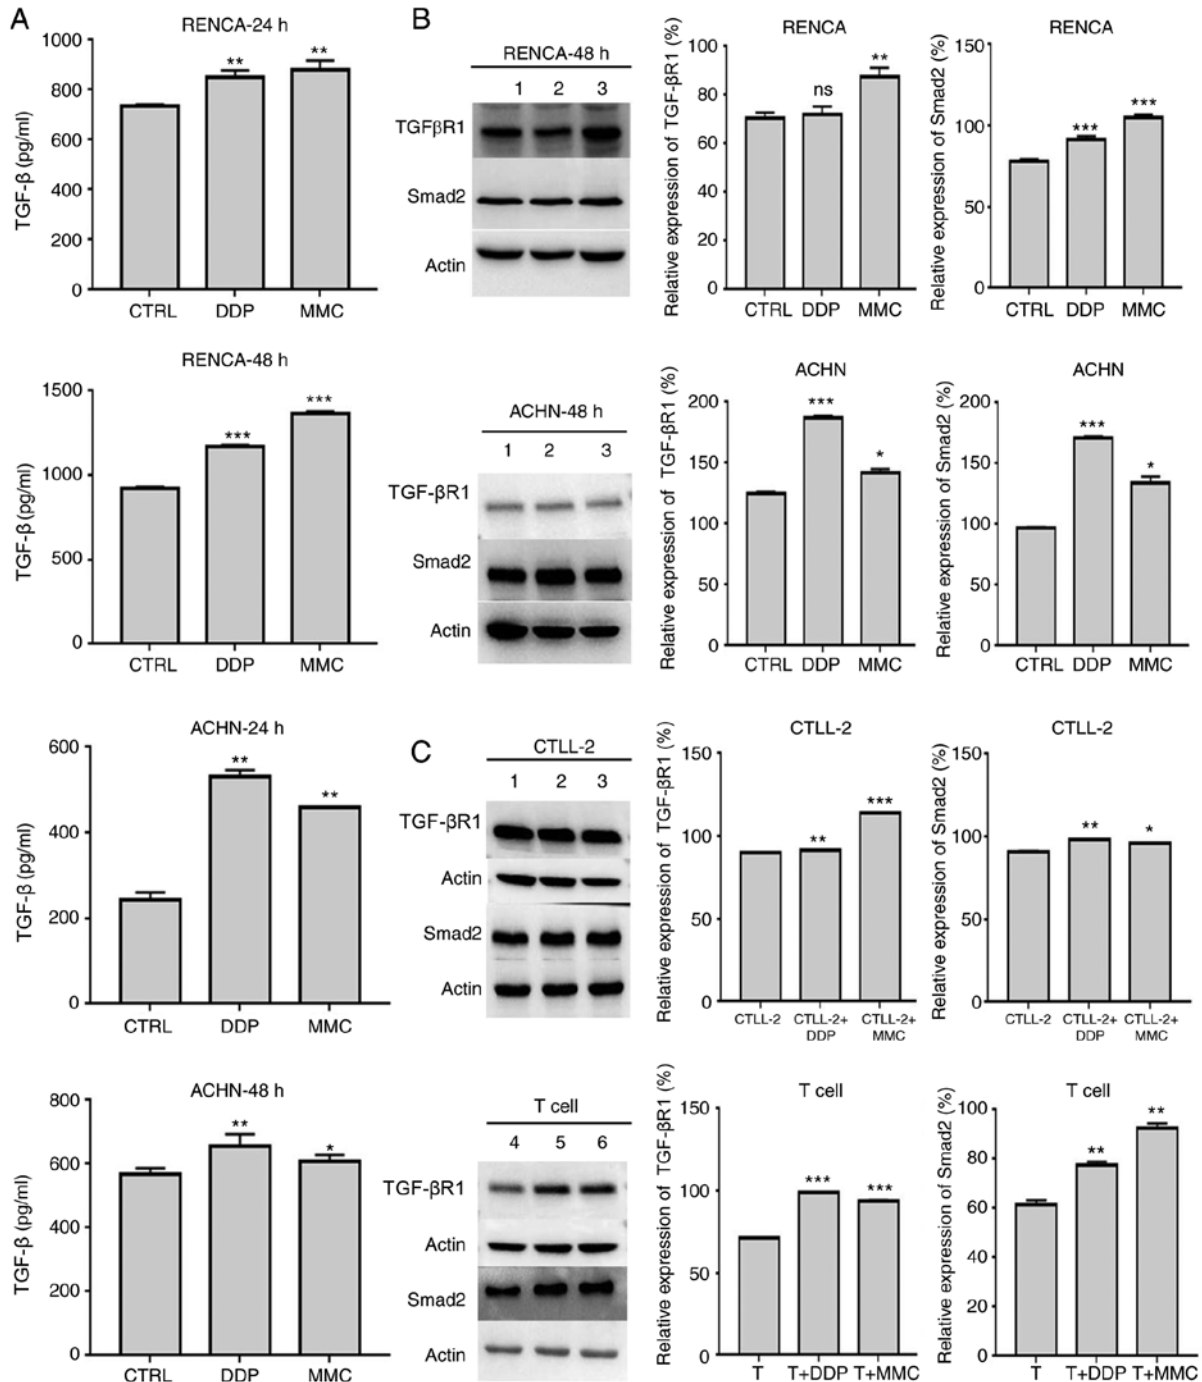 A
RENCA-24 h
TGF-β (pg/ml)
1000
800
600
400
200
0
**
**
CTRL DDP MMC
RENCA-48 h
TGF-β (pg/ml)
1500
1000
500
0
***
***
CTRL DDP MMC
ACHN-24 h
TGF-β (pg/ml)
600
400
200
0
**
**
CTRL DDP MMC
ACHN-48 h
TGF-β (pg/ml)
800
600
400
200
0
**
*
CTRL DDP MMC
B
RENCA-48 h
1 2 3
TGFβR1
Smad2
Actin
RENCA
Relative expression of TGF-βR1 (%)
100
80
60
40
20
0
ns
**
CTRL DDP MMC
RENCA
Relative expression of Smad2 (%)
150
100
50
0
***
***
CTRL DDP MMC
ACHN-48 h
1 2 3
TGF-βR1
Smad2
Actin
ACHN
Relative expression of TGF-βR1 (%)
200
150
100
50
0
***
*
CTRL DDP MMC
ACHN
Relative expression of Smad2 (%)
200
150
100
50
0
***
*
CTRL DDP MMC
C
CTLL-2
1 2 3
TGF-βR1
Actin
Smad2
Actin
CTLL-2
Relative expression of TGF-βR1 (%)
150
100
50
0
**
***
CTLL-2 CTLL-2+ CTLL-2+
DDP MMC
CTLL-2
Relative expression of Smad2 (%)
150
100
50
0
**
*
CTLL-2 CTLL-2+ CTLL-2+
DDP MMC
T cell
4 5 6
TGF-βR1
Actin
Smad2
Actin
T cell
Relative expression of TGF-βR1 (%)
150
100
50
0
***
***
T T+DDP T+MMC
T cell
Relative expression of Smad2 (%)
100
80
60
40
20
0
**
**
T T+DDP T+MMC